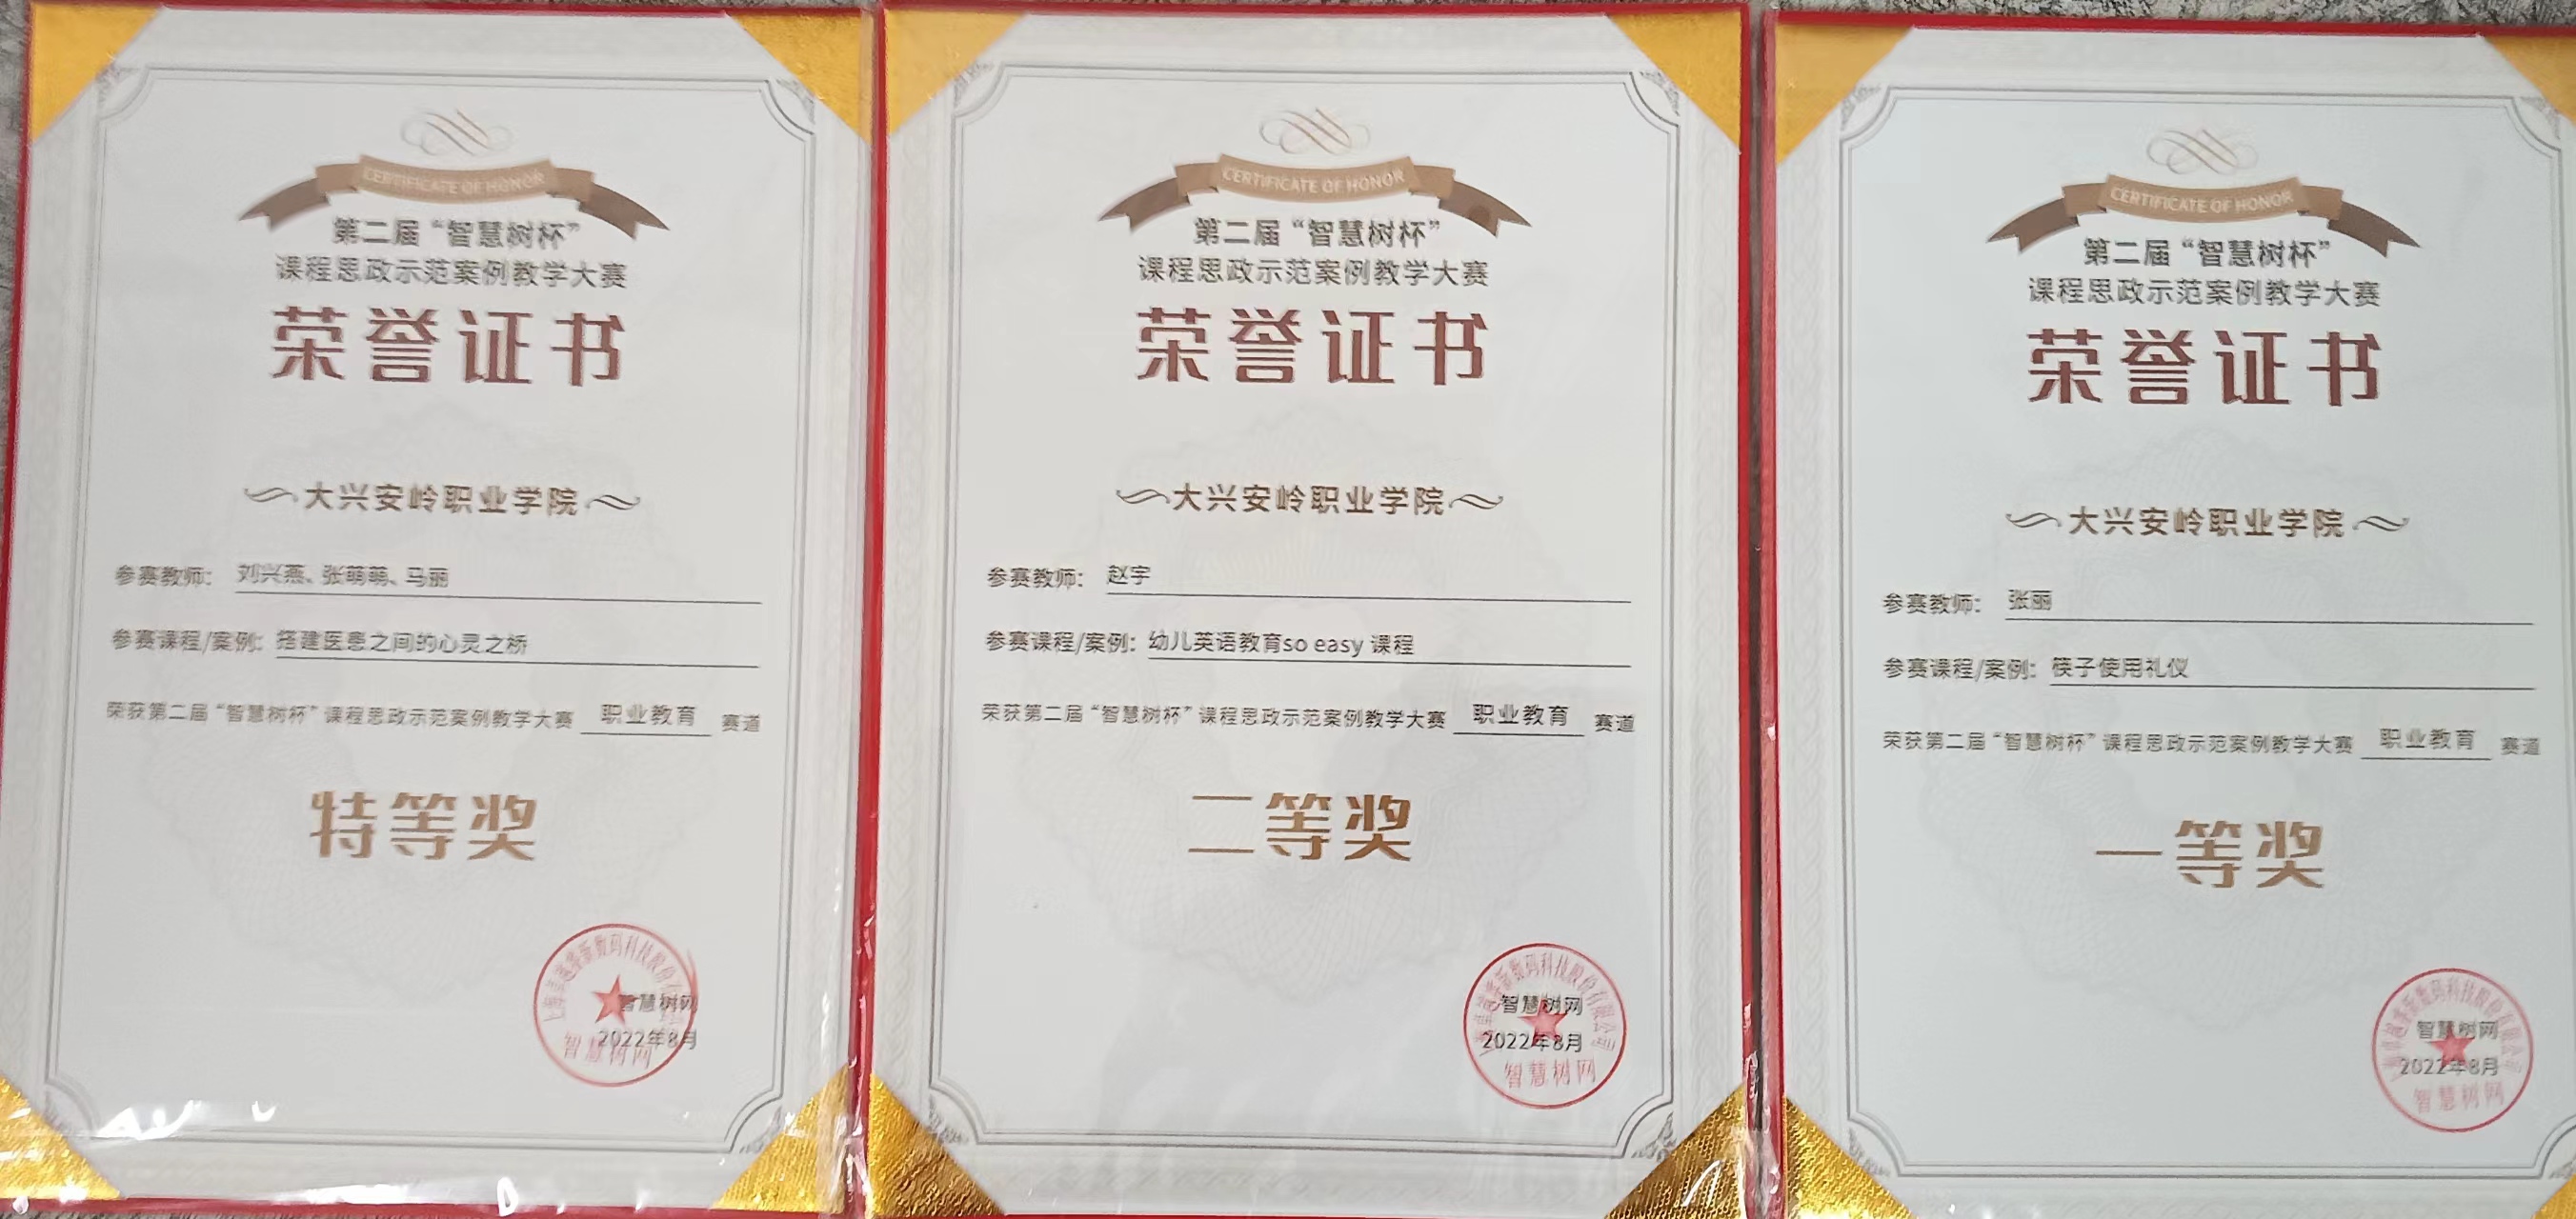 CERTIFICATE OF HONOR
第二届“智慧树杯”
课程思政示范案例教学大赛
荣誉证书
大兴安岭职业学院
参赛教师： 刘兴燕、张萌萌、马丽
参赛课程/案例：搭建医患之间的心灵之桥
荣获第二届“智慧树杯”课程思政示范案例教学大赛 职业教育 赛道
特等奖
智慧树网
2022年8月
智慧树网
CERTIFICATE OF HONOR
第二届“智慧树杯”
课程思政示范案例教学大赛
荣誉证书
大兴安岭职业学院
参赛教师： 赵宇
参赛课程/案例：幼儿英语教育so easy 课程
荣获第二届“智慧树杯”课程思政示范案例教学大赛 职业教育 赛道
二等奖
智慧树网
2022年8月
智慧树网
CERTIFICATE OF HONOR
第二届“智慧树杯”
课程思政示范案例教学大赛
荣誉证书
大兴安岭职业学院
参赛教师： 张丽
参赛课程/案例：筷子使用礼仪
荣获第二届“智慧树杯”课程思政示范案例教学大赛 职业教育 赛道
一等奖
智慧树网
2022年8月
智慧树网